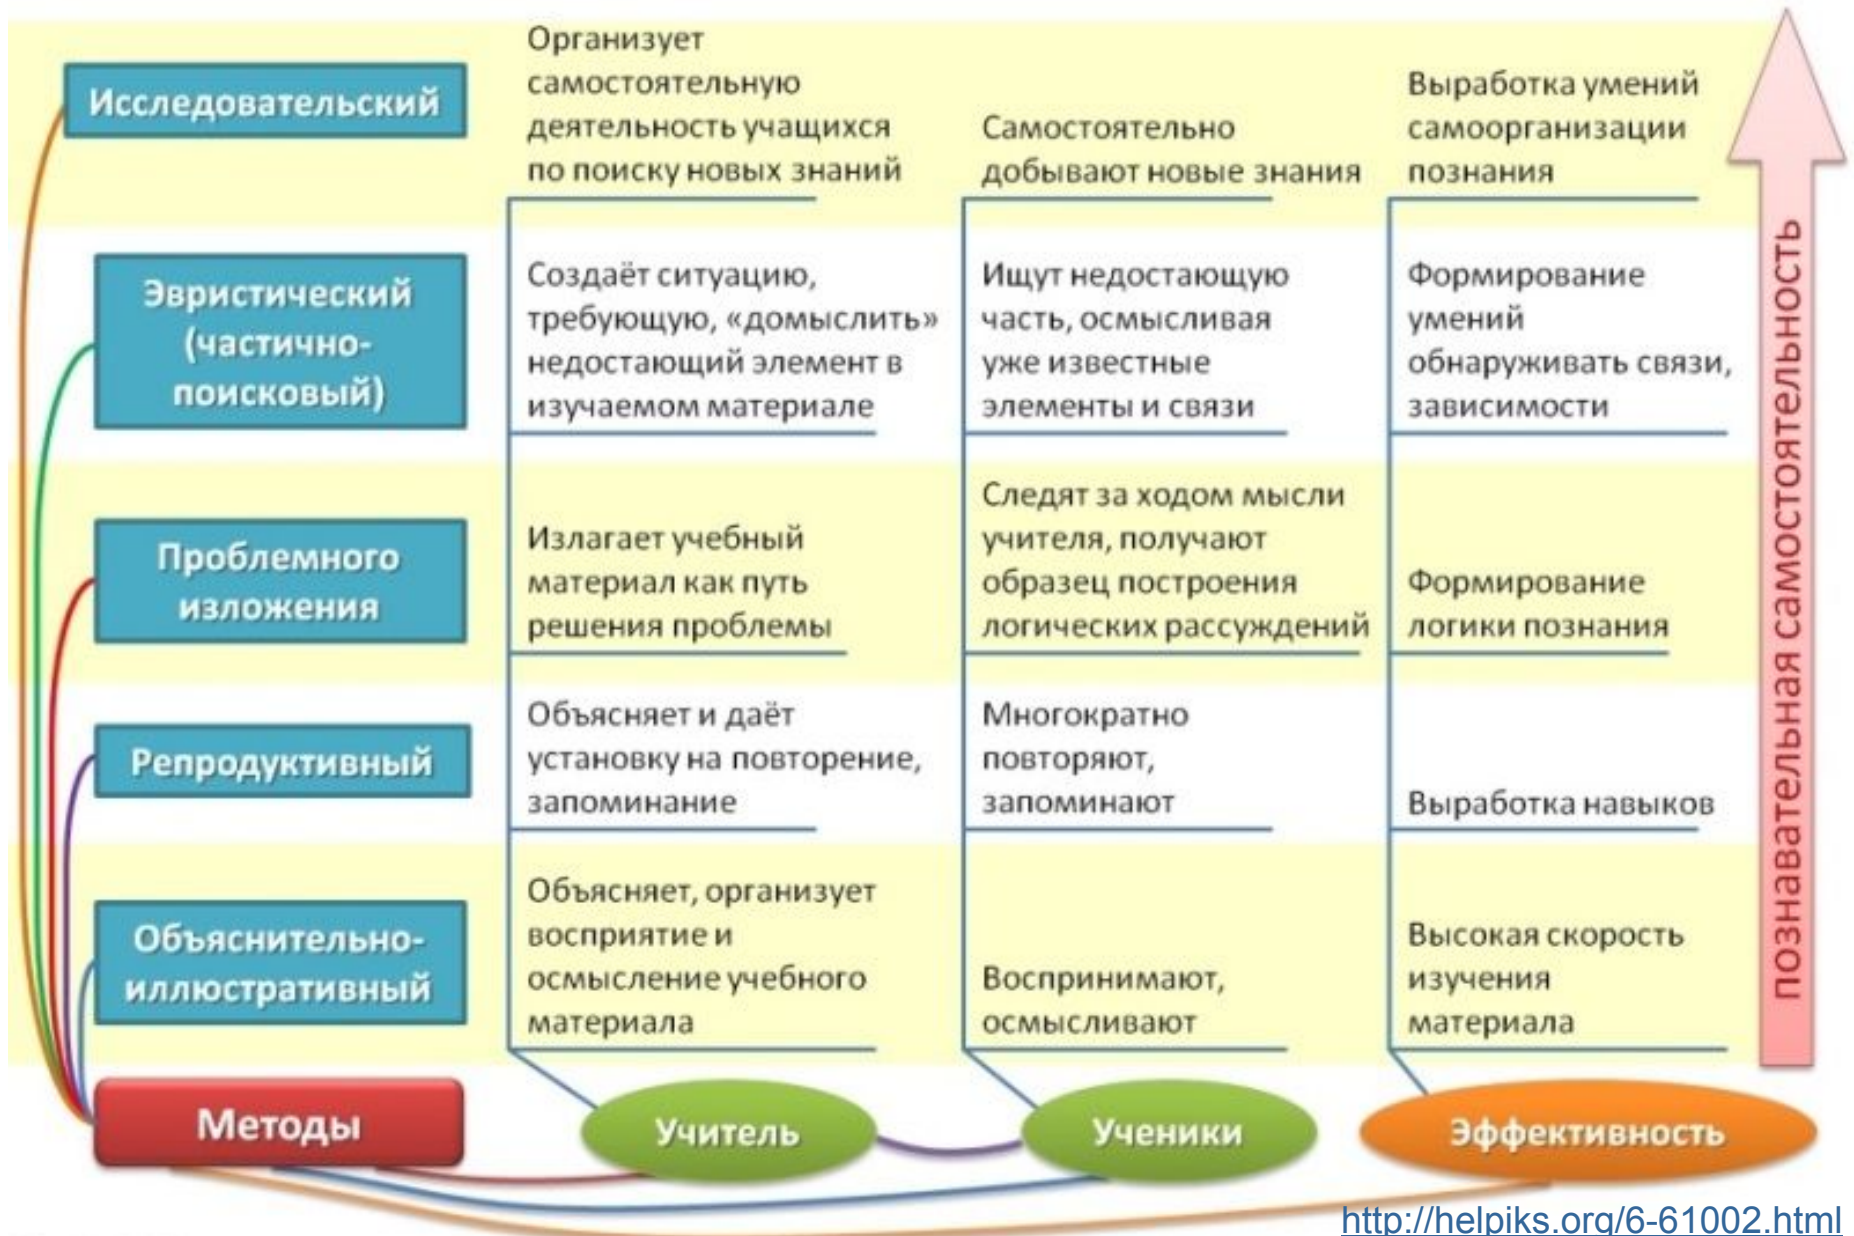 Исследовательский
Организует
самостоятельную
деятельность учащихся
по поиску новых знаний
Самостоятельно
добывают новые знания
Выработка умений
самоорганизации
познания
Эвристический
(частично-
поисковый)
Создаёт ситуацию,
требующую, «домыслить»
недостающий элемент в
изучаемом материале
Ищут недостающую
часть, осмысливая
уже известные
элементы и связи
Формирование
умений
обнаруживать связи,
зависимости
Проблемного
изложения
Излагает учебный
материал как путь
решения проблемы
Следят за ходом мысли
учителя, получают
образец построения
логических рассуждений
Формирование
логики познания
Репродуктивный
Объясняет и даёт
установку на повторение,
запоминание
Многократно
повторяют,
запоминают
Выработка навыков
Объяснительно-
иллюстративный
Объясняет, организует
восприятие и
осмысление учебного
материала
Воспринимают,
осмысливают
Высокая скорость
изучения
материала
познавательная самостоятельность
Методы
Учитель
Ученики
Эффективность
http://helpiks.org/6-61002.html